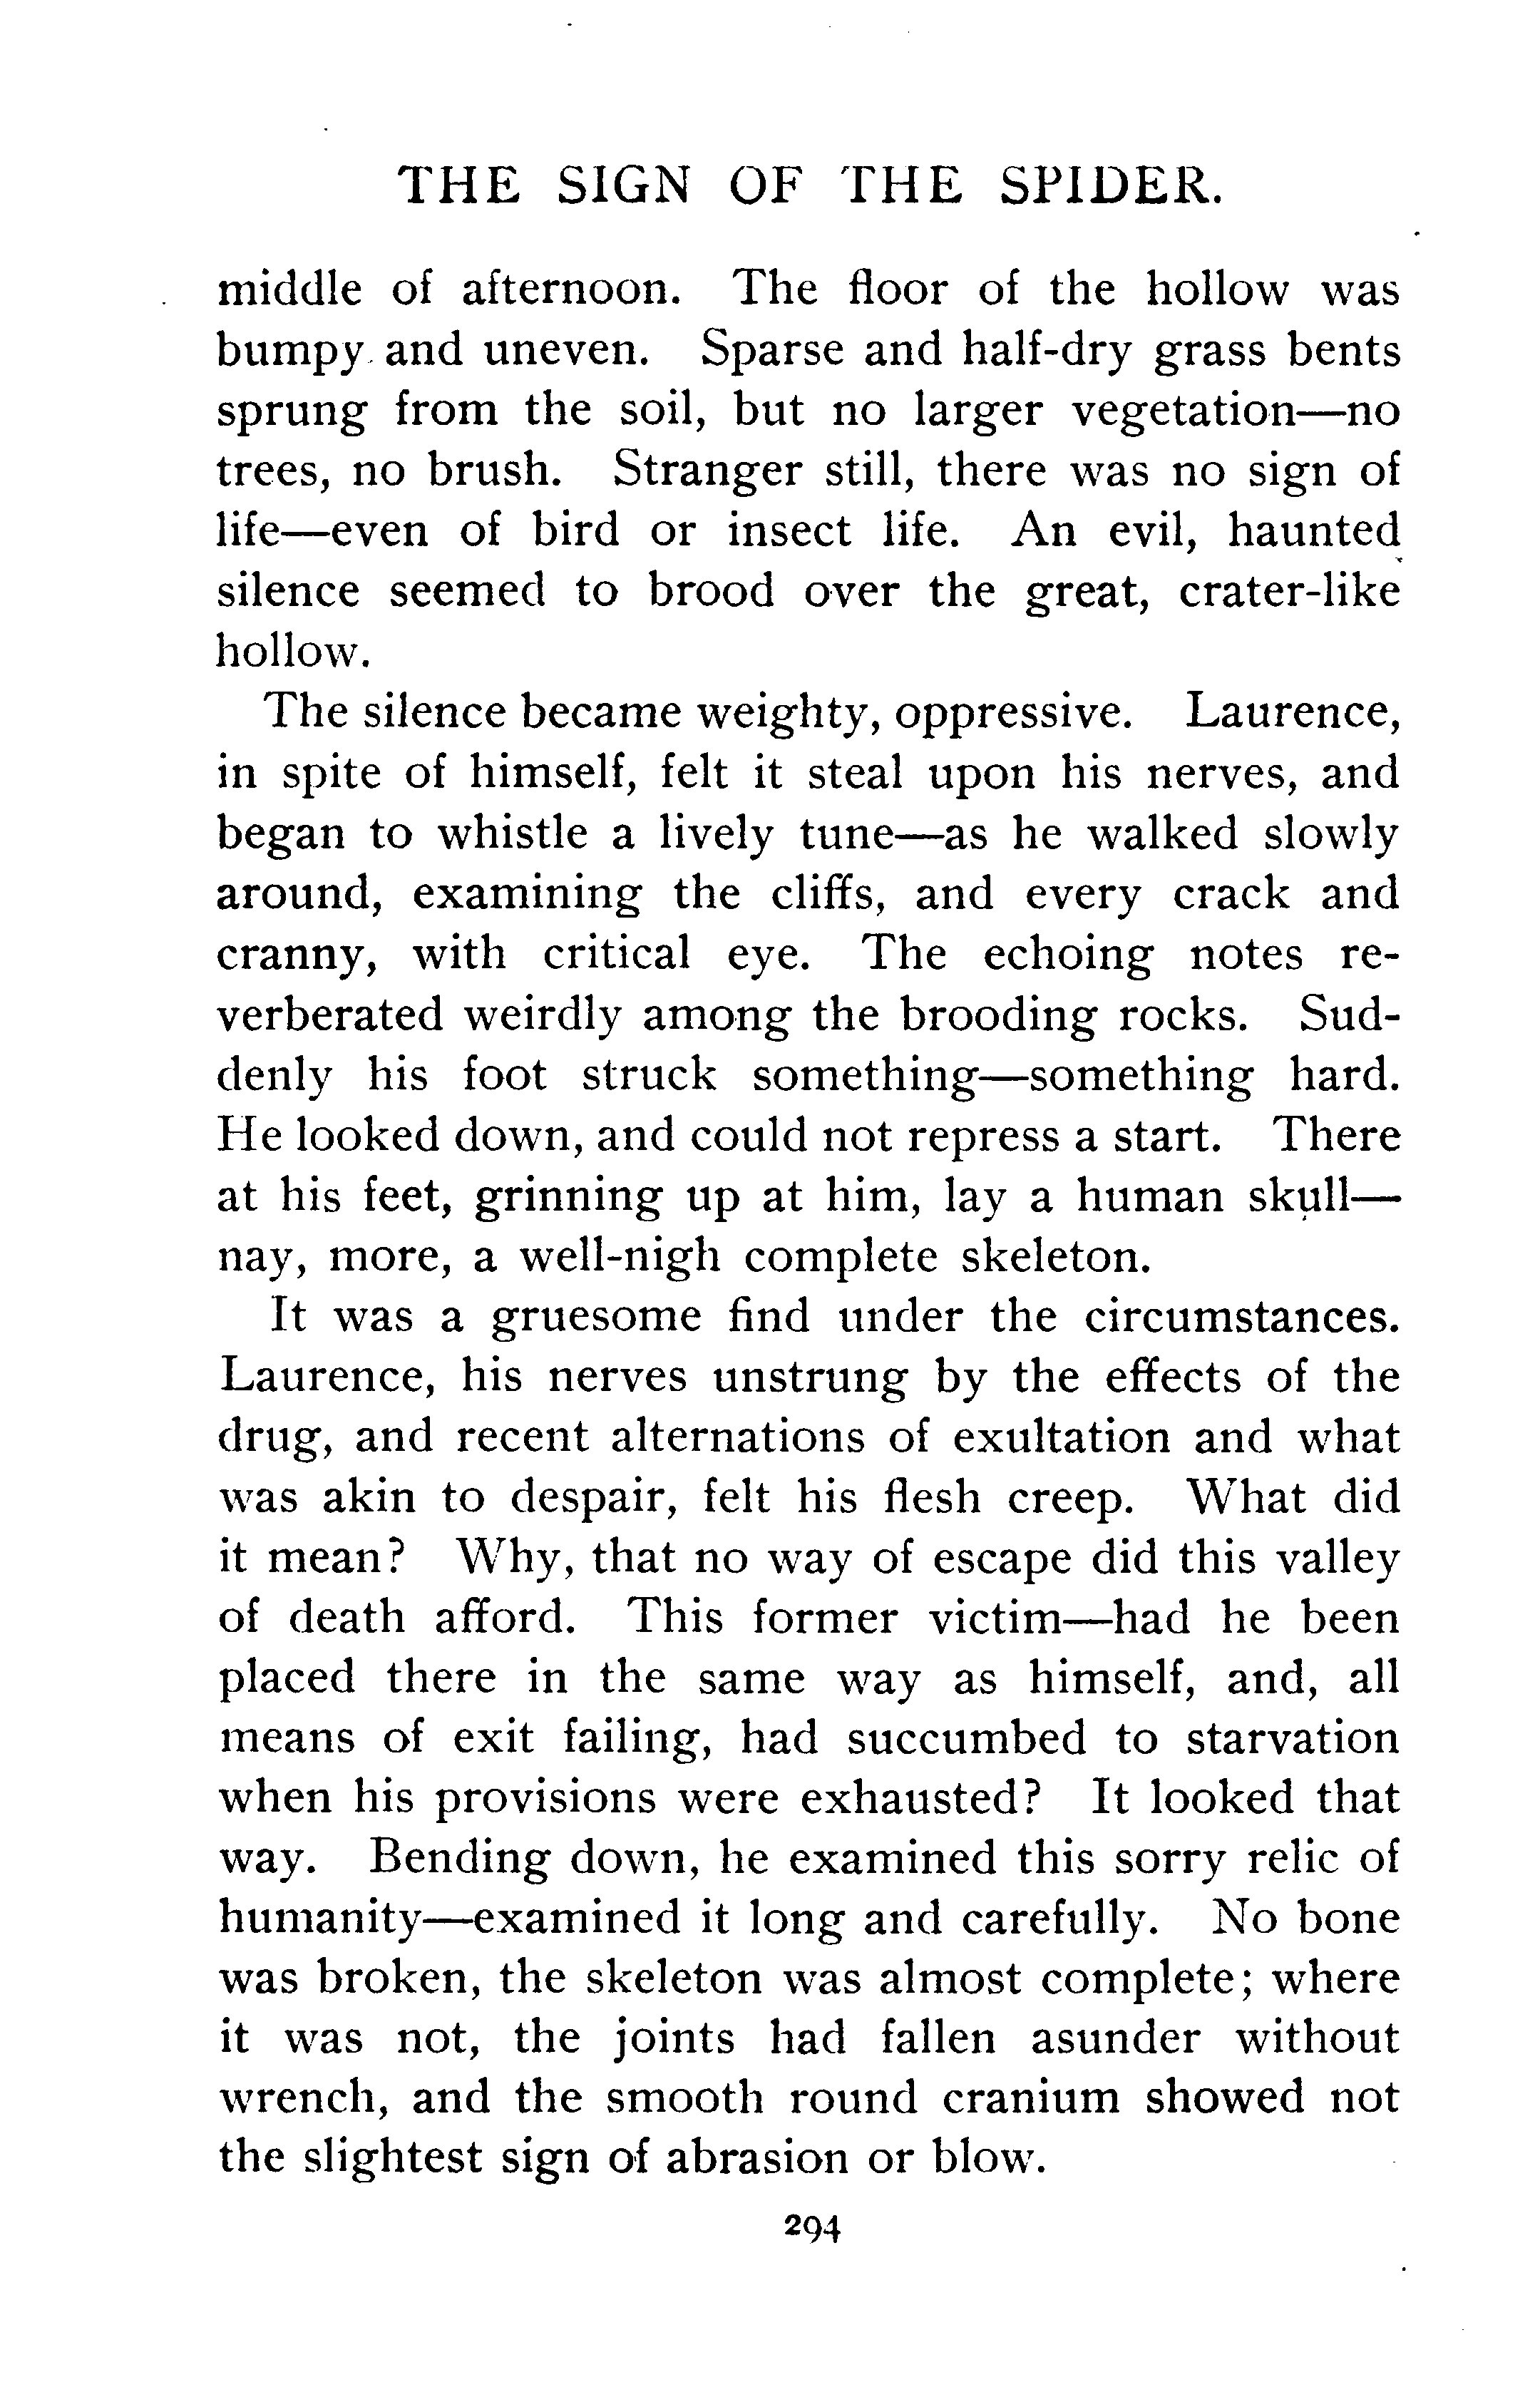 THE SIGN OF THE SPIDER.
middle of afternoon. The floor of the hollow was
bumpy and uneven. Sparse and half-dry grass bents
sprung from the soil, but no larger vegetation—no
trees, no brush. Stranger still, there was no sign of
life—even of bird or insect life. An evil, haunted
silence seemed to brood over the great, crater-like
hollow.
The silence became weighty, oppressive. Laurence,
in spite of himself, felt it steal upon his nerves, and
began to whistle a lively tune—as he walked slowly
around, examining the cliffs, and every crack and
cranny, with critical eye. The echoing notes re-
verberated weirdly among the brooding rocks. Sud-
denly his foot struck something—something hard.
He looked down, and could not repress a start. There
at his feet, grinning up at him, lay a human skull—
nay, more, a well-nigh complete skeleton.
It was a gruesome find under the circumstances.
Laurence, his nerves unstrung by the effects of the
drug, and recent alternations of exultation and what
was akin to despair, felt his flesh creep. What did
it mean? Why, that no way of escape did this valley
of death afford. This former victim—had he been
placed there in the same way as himself, and, all
means of exit failing, had succumbed to starvation
when his provisions were exhausted? It looked that
way. Bending down, he examined this sorry relic of
humanity—examined it long and carefully. No bone
was broken, the skeleton was almost complete; where
it was not, the joints had fallen asunder without
wrench, and the smooth round cranium showed not
the slightest sign of abrasion or blow.
294